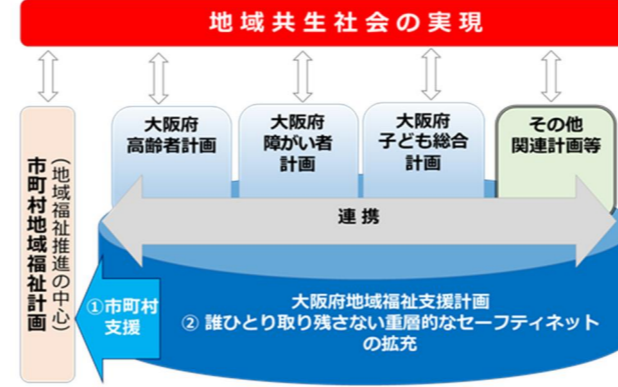 地域共生社会の実現
市町村地域福祉計画
（地域福祉推進の中心）
大阪府
高齢者計画
大阪府
障がい者
計画
大阪府
子ども総合
計画
その他
関連計画等
連携
①市町村
支援
大阪府地域福祉支援計画
② 誰ひとり取り残さない重層的なセーフティネット
の拡充